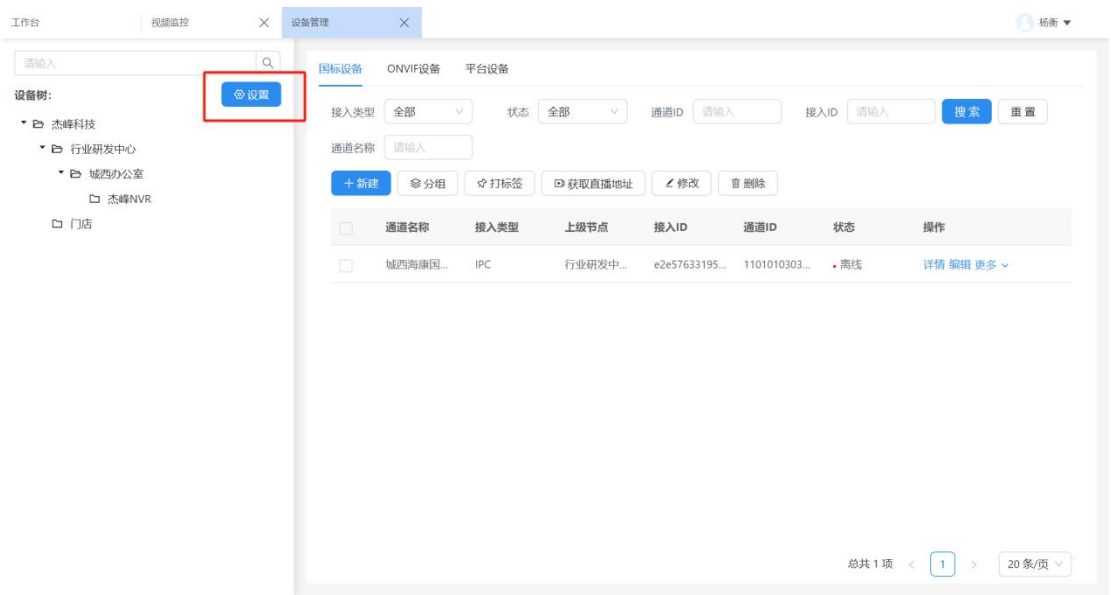 工作台 视频监控 设备管理 杨衡
请输入
设备树: 设置
杰峰科技
行业研发中心
城西办公室
杰峰NVR
门店
国标设备 ONVIF设备 平台设备
接入类型 全部 状态 全部 通道ID 请输入 接入ID 请输入 搜索 重置
通道名称 请输入
新建 分组 打标签 获取直播地址 修改 删除
通道名称 接入类型 上级节点 接入ID 通道ID 状态 操作
城西海康国... IPC 行业研发中... e2e57633195... 1101010303... 离线 详情 编辑 更多
总共 1 项 < 1 > 20 条/页